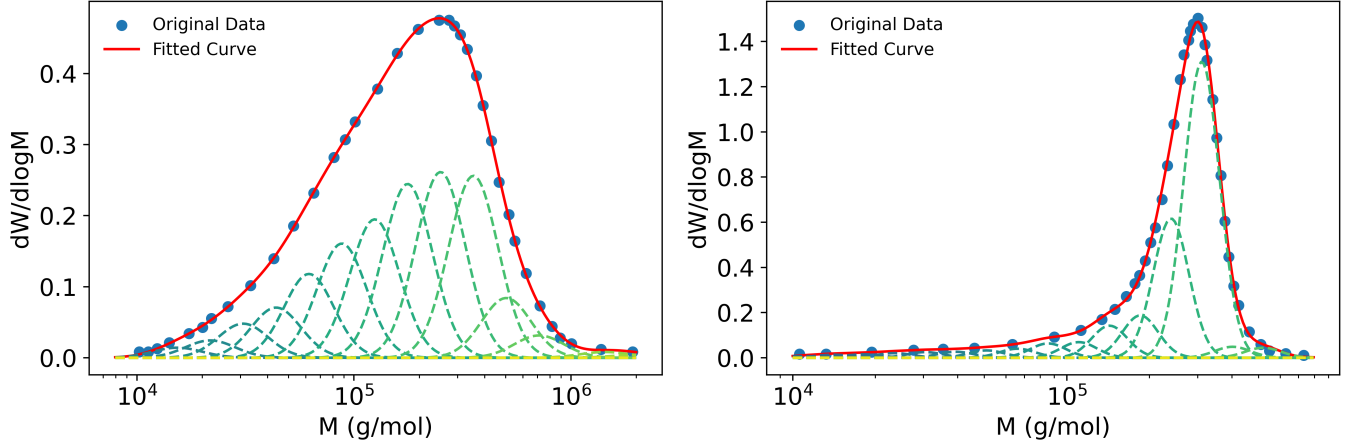 Original Data
Fitted Curve
dW/dlogM
0.4
0.3
0.2
0.1
0.0
10⁴
10⁵
10⁶
M (g/mol)
Original Data
Fitted Curve
dW/dlogM
1.4
1.2
1.0
0.8
0.6
0.4
0.2
0.0
10⁴
10⁵
M (g/mol)